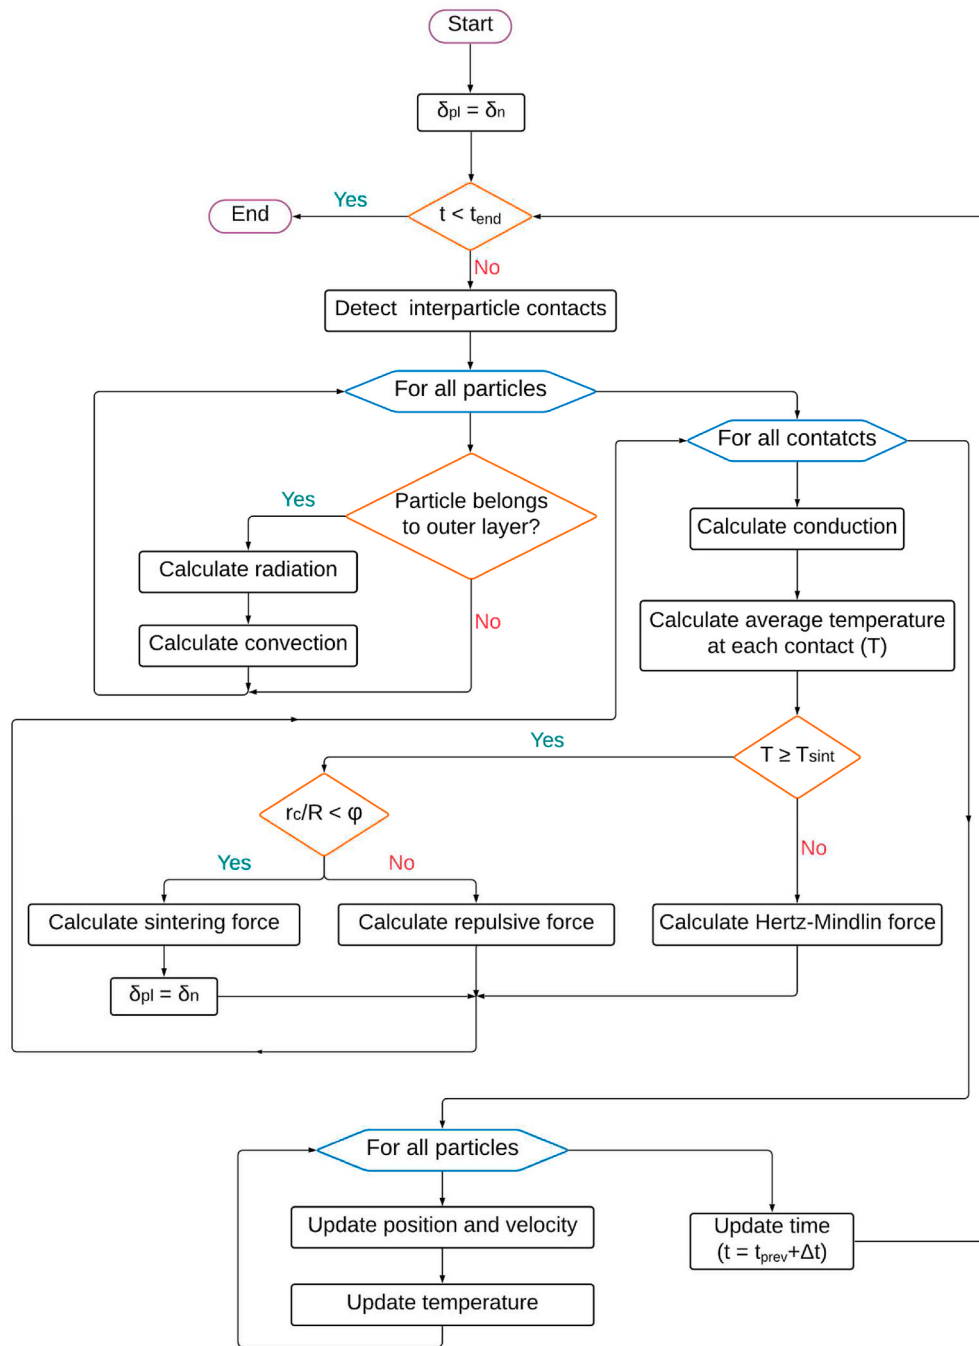 Start
δpl = δn
Yes
End
t < tend
No
Detect interparticle contacts
For all particles
For all contatcts
Yes
Particle belongs
to outer layer?
Calculate radiation
Calculate convection
No
Calculate conduction
Calculate average temperature
at each contact (T)
Yes
T ≥ Tsint
rc/R < φ
Yes
No
No
Calculate sintering force
Calculate repulsive force
Calculate Hertz-Mindlin force
δpl = δn
For all particles
Update position and velocity
Update time
(t = tprev+Δt)
Update temperature